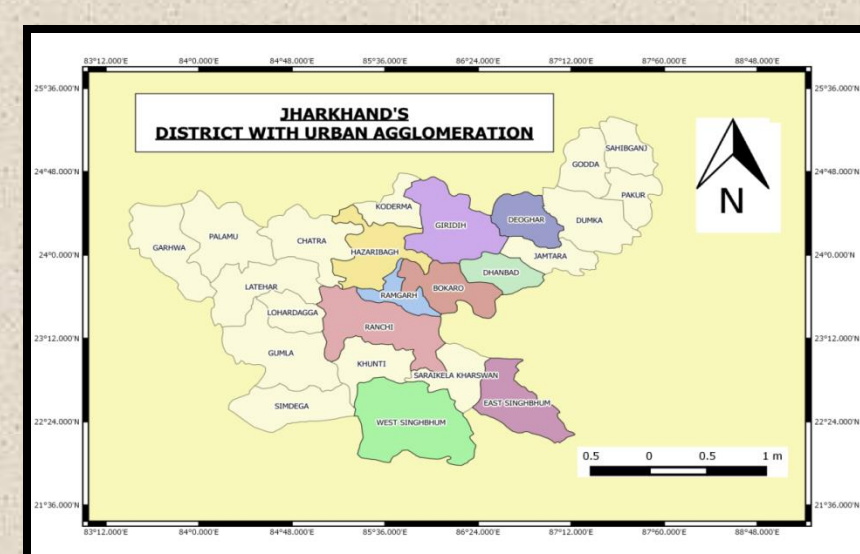 83°12.000'E 84°0.000'E 84°48.000'E 85°36.000'E 86°24.000'E 87°12.000'E 87°60.000'E 88°48.000'E
25°36.000'N 25°36.000'N
JHARKHAND'S
DISTRICT WITH URBAN AGGLOMERATION
SAHIBGANJ
GODDA
24°48.000'N 24°48.000'N
PAKUR
N
KODERMA
DEOGHAR
DUMKA
GIRIDIH
PALAMU
CHATRA
GARHWA
HAZARIBAGH
24°0.000'N 24°0.000'N
JAMTARA
DHANBAD
LATEHAR
BOKARO
RAMGARH
LOHARDAGGA
RANCHI
23°12.000'N 23°12.000'N
GUMLA
KHUNTI
SARAIKELA KHARSWAN
EAST SINGHBHUM
SIMDEGA
22°24.000'N 22°24.000'N
WEST SINGHBHUM
0.5 0 0.5 1 m
21°36.000'N 21°36.000'N
83°12.000'E 84°0.000'E 84°48.000'E 85°36.000'E 86°24.000'E 87°12.000'E 87°60.000'E 88°48.000'E